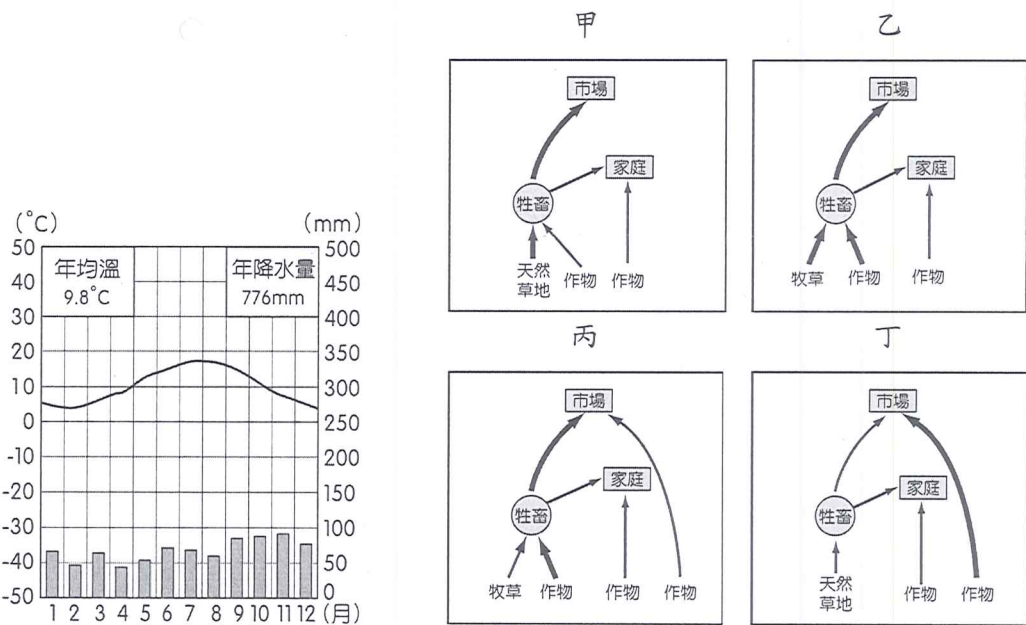 (°C)
(mm)
年均溫
9.8°C
年降水量
776mm
50
40
30
20
10
0
-10
-20
-30
-40
-50
500
450
400
350
300
250
200
150
100
50
0
1 2 3 4 5 6 7 8 9 10 11 12 (月)
甲
市場
家庭
牲畜
天然
草地
作物
作物
乙
市場
家庭
牲畜
牧草
作物
作物
丙
市場
家庭
牲畜
牧草
作物
作物
作物
丁
市場
家庭
牲畜
天然
草地
作物
作物